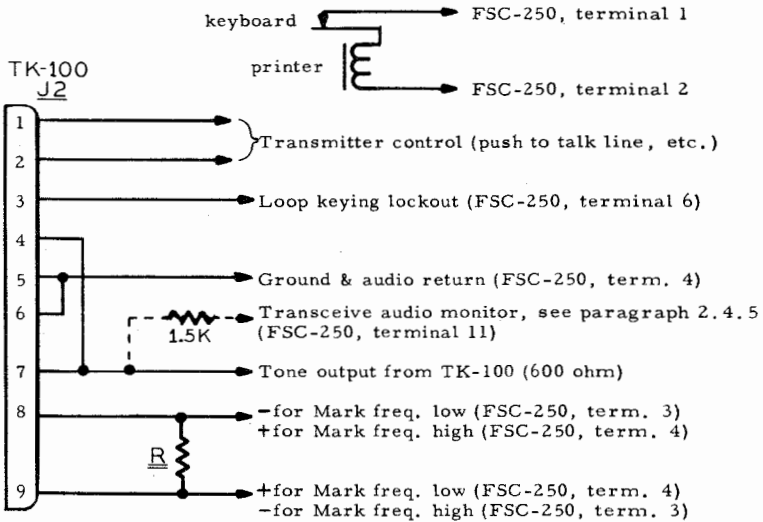 keyboard
FSC-250, terminal 1
printer
FSC-250, terminal 2
TK-100
J2
1
2
Transmitter control (push to talk line, etc.)
3
Loop keying lockout (FSC-250, terminal 6)
4
5
Ground & audio return (FSC-250, term. 4)
6
1.5K
Transceive audio monitor, see paragraph 2.4.5
(FSC-250, terminal 11)
7
Tone output from TK-100 (600 ohm)
8
-for Mark freq. low (FSC-250, term. 3)
+for Mark freq. high (FSC-250, term. 4)
R
9
+for Mark freq. low (FSC-250, term. 4)
-for Mark freq. high (FSC-250, term. 3)